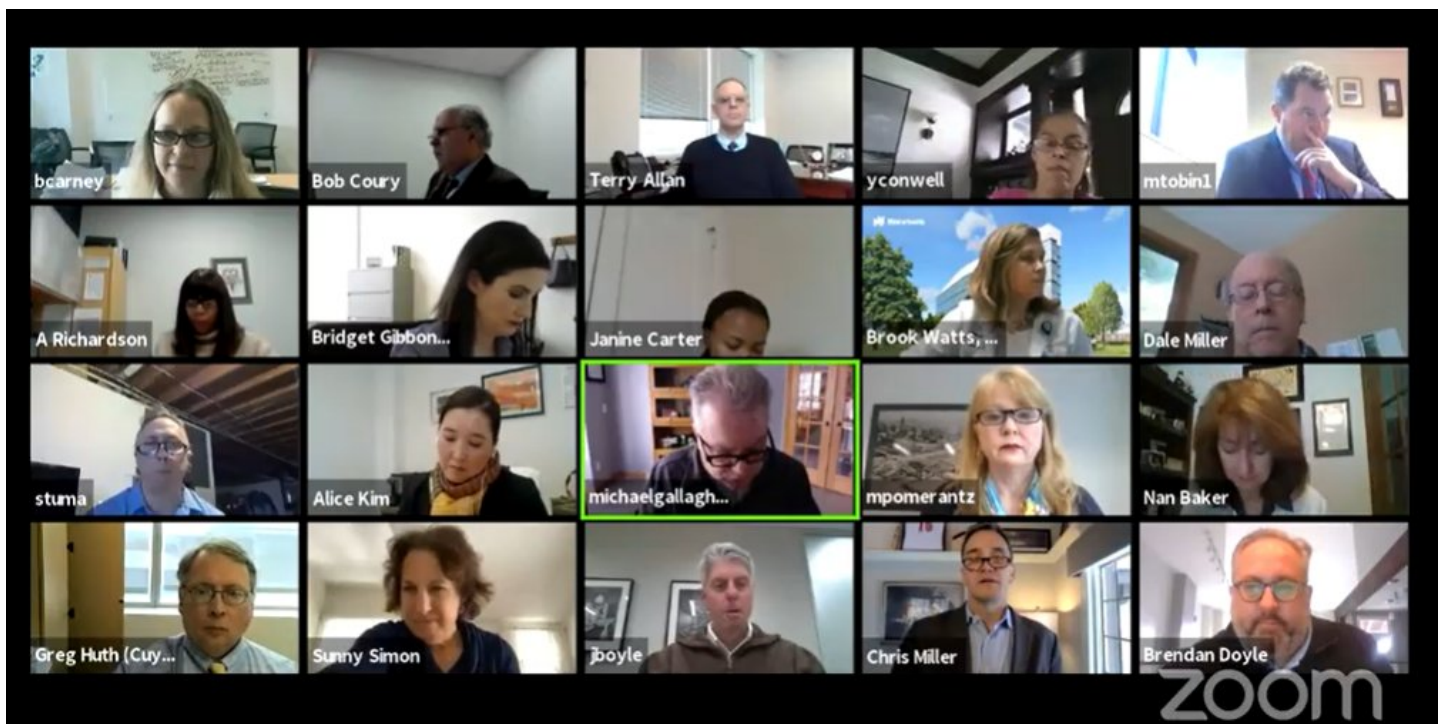 bcarney
Bob Coury
Terry Allan
yconwell
mtobin1
A Richardson
Bridget Gibbon...
Janine Carter
Brook Watts, ...
Dale Miller
stuma
Alice Kim
michaelgallagh...
mpomerantz
Nan Baker
Greg Huth (Cuy...
Sunny Simon
jboyle
Chris Miller
Brendan Doyle
zoom